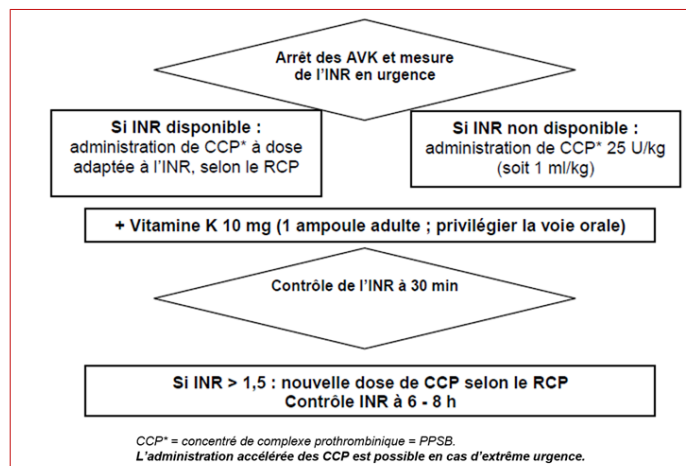 Arrêt des AVK et mesure
de l'INR en urgence
Si INR disponible :
administration de CCP* à dose
adaptée à l'INR, selon le RCP
Si INR non disponible :
administration de CCP* 25 U/kg
(soit 1 ml/kg)
+ Vitamine K 10 mg (1 ampoule adulte ; privilégier la voie orale)
Contrôle de l'INR à 30 min
Si INR > 1,5 : nouvelle dose de CCP selon le RCP
Contrôle INR à 6 - 8 h
CCP* = concentré de complexe prothrombinique = PPSB.
L'administration accélérée des CCP est possible en cas d'extrême urgence.